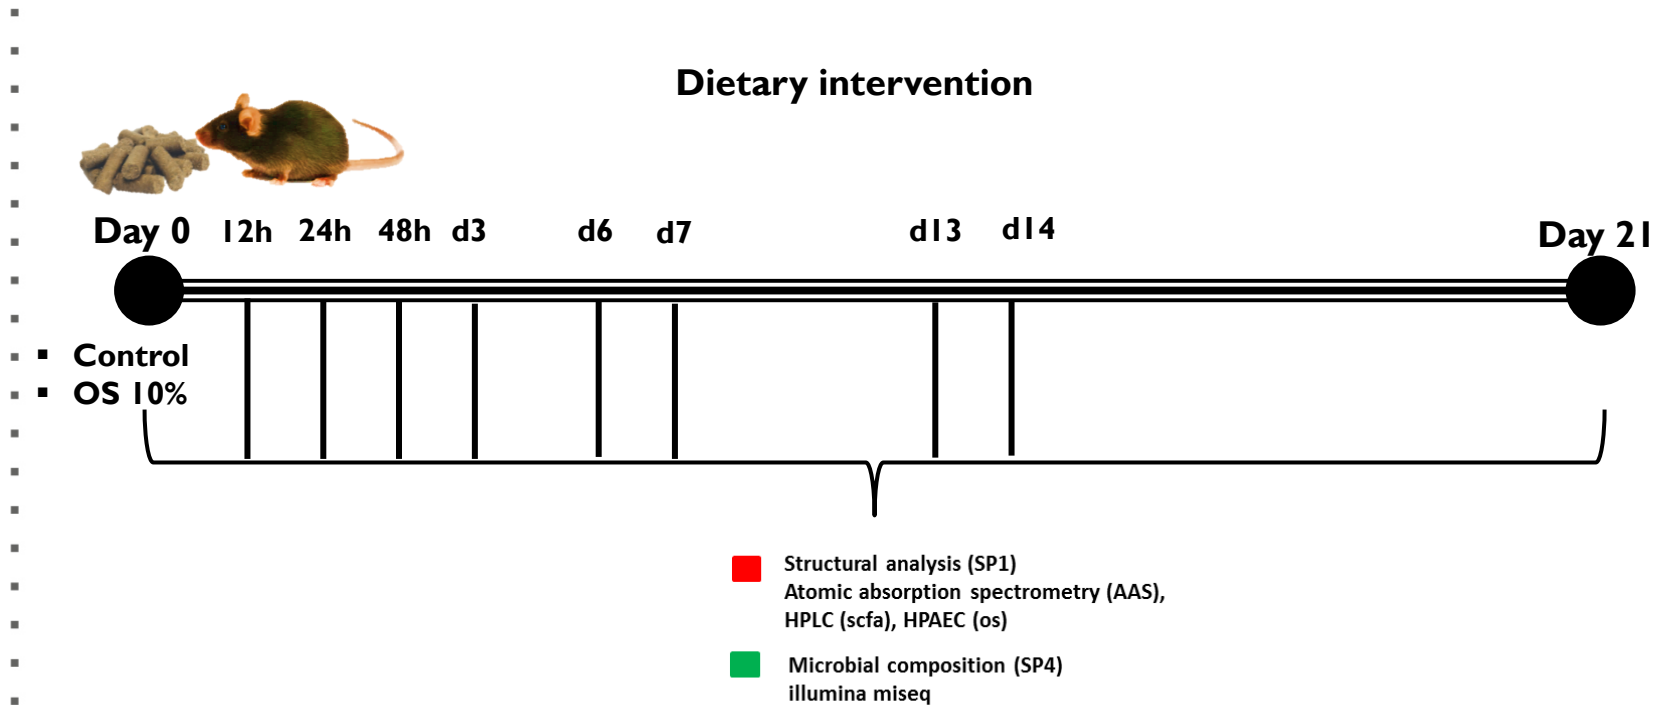 Dietary intervention
Day 0 12h 24h 48h d3 d6 d7 d13 d14 Day 21
▪ Control
▪ OS 10%
Structural analysis (SP1)
Atomic absorption spectrometry (AAS),
HPLC (scfa), HPAEC (os)
Microbial composition (SP4)
illumina miseq